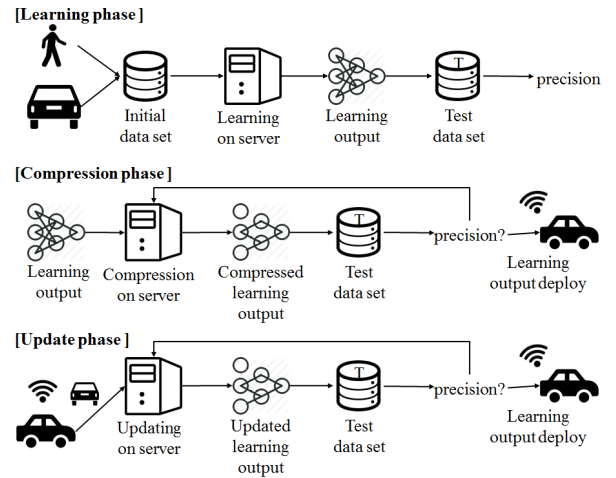 [Learning phase]
T
precision
Initial
data set
Learning
on server
Learning
output
Test
data set
[Compression phase]
T
precision?
Learning
output
Compression
on server
Compressed
learning
output
Test
data set
Learning
output deploy
[Update phase]
T
precision?
Updating
on server
Updated
learning
output
Test
data set
Learning
output deploy